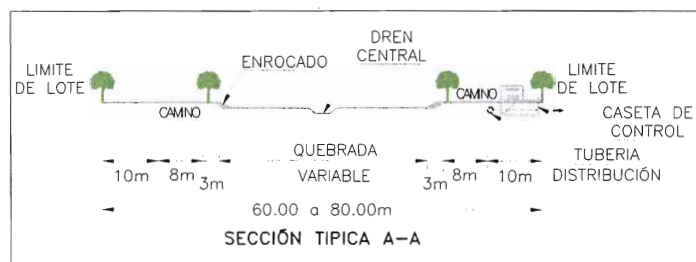 DREN
CENTRAL
ENROCADO
LIMITE
DE LOTE
LIMITE
DE LOTE
CAMINO
CAMINO
CASETA DE
CONTROL
QUEBRADA
VARIABLE
TUBERIA
DISTRIBUCIÓN
10m 8m 3m 3m 8m 10m
60.00 a 80.00m
SECCIÓN TIPICA A-A